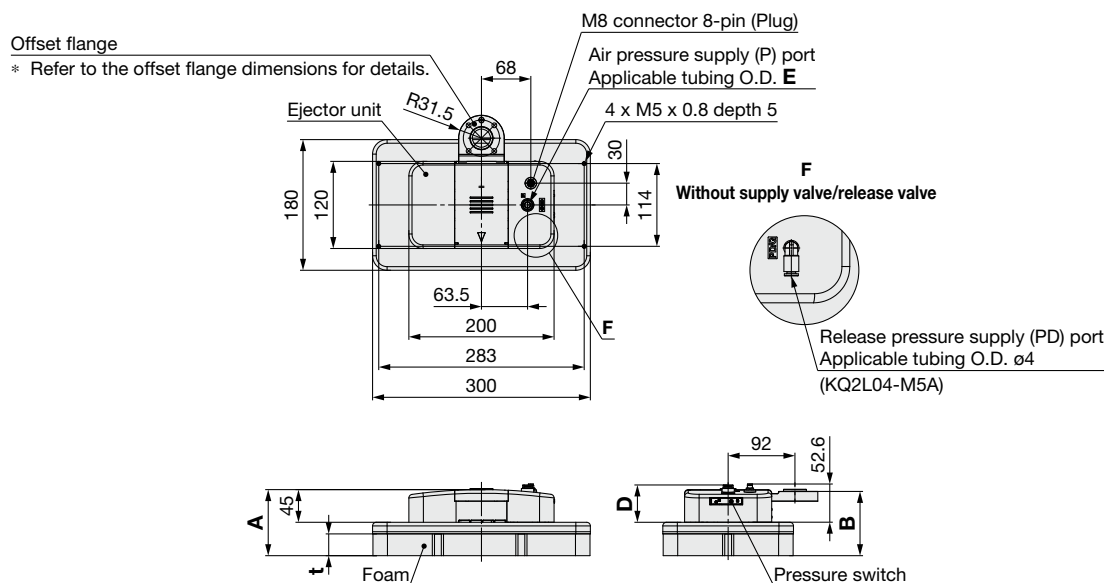 M8 connector 8-pin (Plug)
Offset flange
* Refer to the offset flange dimensions for details.
Air pressure supply (P) port
Applicable tubing O.D. E
68
R31.5
Ejector unit
4 x M5 x 0.8 depth 5
30
180
120
114
F
Without supply valve/release valve
PD/G
63.5
F
200
283
300
Release pressure supply (PD) port
Applicable tubing O.D. ø4
(KQ2L04-M5A)
92
52.6
A
45
D
B
t
Foam
Pressure switch